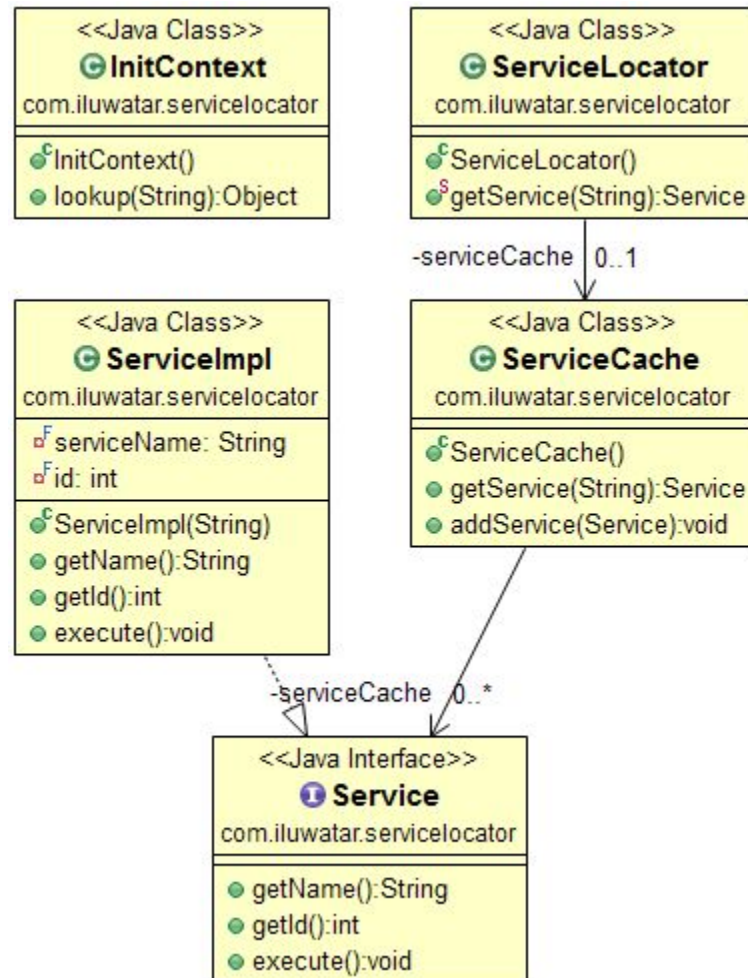 <<Java Class>>
InitContext
com.iluwatar.servicelocator
InitContext()
lookup(String):Object
<<Java Class>>
ServiceLocator
com.iluwatar.servicelocator
ServiceLocator()
getService(String):Service
-serviceCache 0..1
<<Java Class>>
ServiceImpl
com.iluwatar.servicelocator
serviceName: String
id: int
ServiceImpl(String)
getName():String
getId():int
execute():void
<<Java Class>>
ServiceCache
com.iluwatar.servicelocator
ServiceCache()
getService(String):Service
addService(Service):void
-serviceCache 0..*
<<Java Interface>>
Service
com.iluwatar.servicelocator
getName():String
getId():int
execute():void